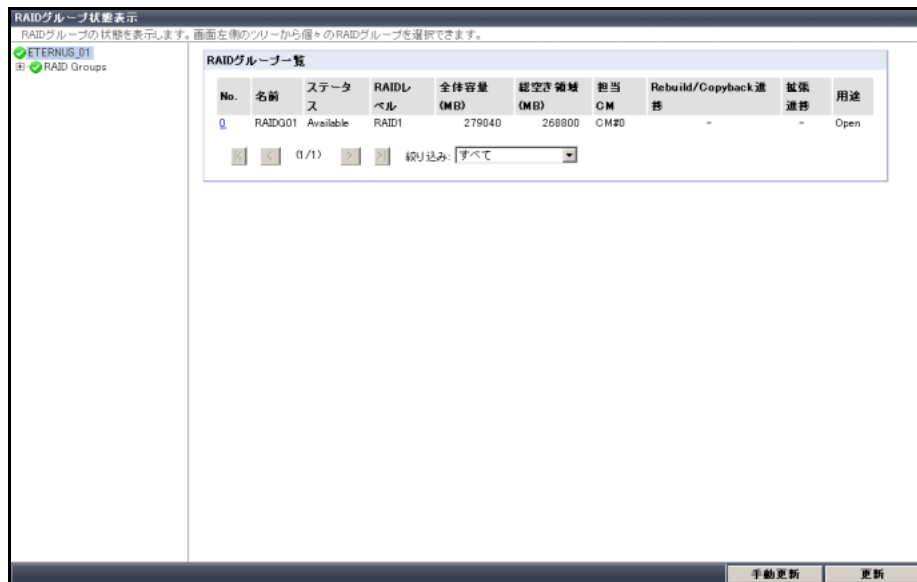 RAIDグループ状態表示
RAIDグループの状態を表示します。画面左側のツリーから個々のRAIDグループを選択できます。
ETERNUS_01
RAID Groups
RAIDグループ一覧
No. 名前 ステータス RAIDレベル 全体容量(MB) 総空き領域(MB) 担当CM Rebuild/Copyback進捗 拡張進捗 用途
0 RAIDG01 Available RAID1 279040 268800 CM#0 - - Open
(1/1) 絞り込み: すべて
手動更新 更新